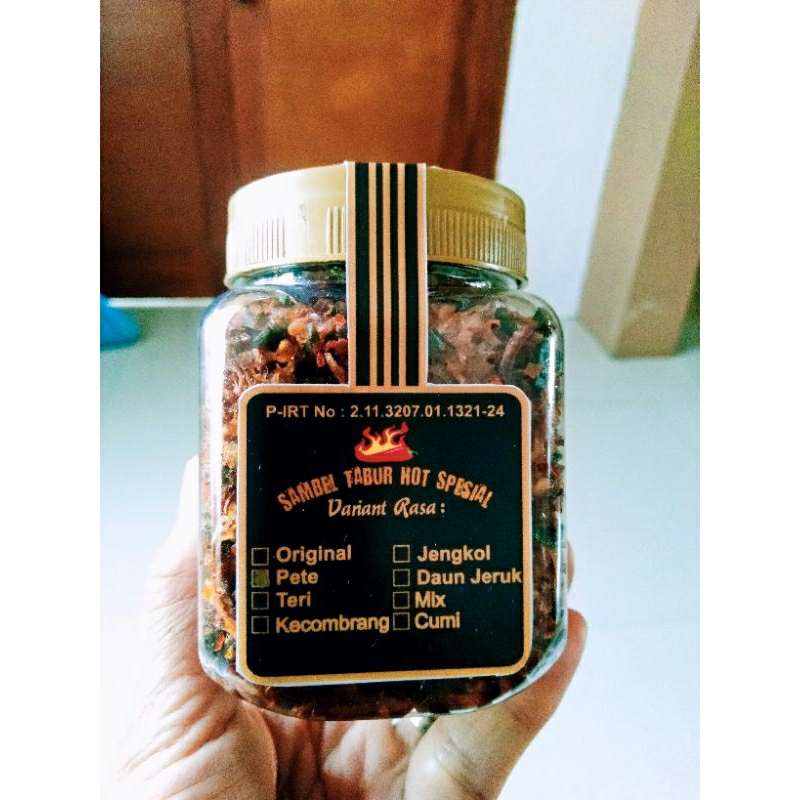 P-IRT No : 2.11.3207.01.1321-24
SAMBEL TABUR HOT SPESIAL
Variant Rasa :
Original
Pete
Teri
Kecombrang
Jengkol
Daun Jeruk
Mix
Cumi